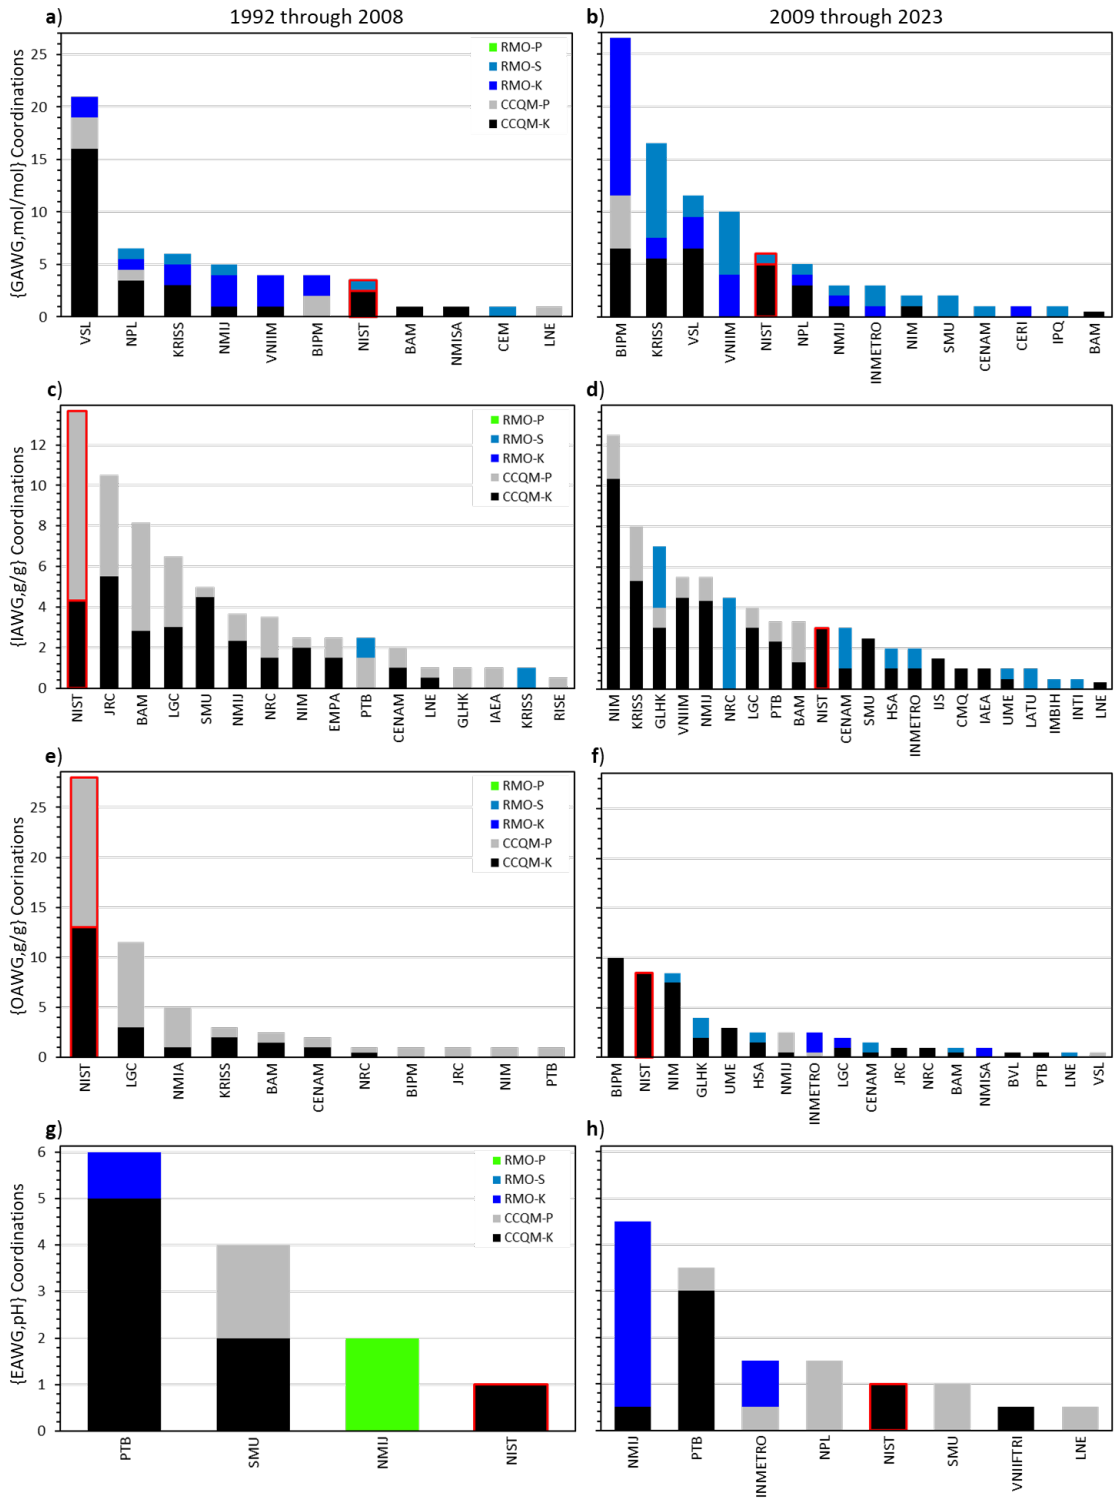 1992 through 2008
2009 through 2023
a)
{GAWG,mol/mol} Coordinations
25
20
15
10
5
0
RMO-P
RMO-S
RMO-K
CCQM-P
CCQM-K
VSL NPL KRISS NMIJ VNIIM BIPM NIST BAM NMISA CEM LNE
b)
BIPM KRISS VSL VNIIM NIST NPL NMIJ INMETRO NIM SMU CENAM CERI IPQ BAM
c)
{IAWG,g/g} Coordinations
12
10
8
6
4
2
0
RMO-P
RMO-S
RMO-K
CCQM-P
CCQM-K
NIST JRC BAM LGC SMU NMIJ NRC NIM EMPA PTB CENAM LNE GLHK IAEA KRISS RISE
d)
NIM KRISS GLHK VNIIM NMIJ NRC LGC PTB BAM NIST CENAM SMU HSA INMETRO IJS CMQ IAEA UME LATU IMBIH INTI LNE
e)
{OAWG,g/g} Coorinations
25
20
15
10
5
0
RMO-P
RMO-S
RMO-K
CCQM-P
CCQM-K
NIST LGC NMIA KRISS BAM CENAM NRC BIPM JRC NIM PTB
f)
BIPM NIST NIM GLHK UME HSA NMIJ INMETRO LGC CENAM JRC NRC BAM NMISA BVL PTB LNE VSL
g)
{EAWG,pH} Coordinations
6
5
4
3
2
1
0
RMO-P
RMO-S
RMO-K
CCQM-P
CCQM-K
PTB SMU NMIJ NIST
h)
NMIJ PTB INMETRO NPL NIST SMU VNIIFTRI LNE